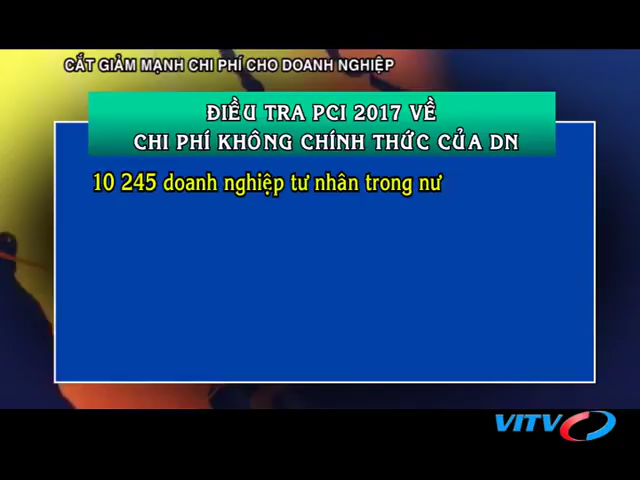 CẮT GIẢM MẠNH CHI PHÍ CHO DOANH NGHIỆP
ĐIỀU TRA PCI 2017 VỀ
CHI PHÍ KHÔNG CHÍNH THỨC CỦA DN
10 245 doanh nghiệp tư nhân trong nư
VITV